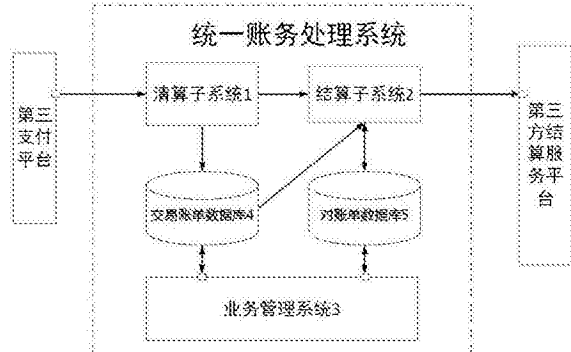 统一账务处理系统
第三
支付
平台
清算子系统1
结算子系统2
第三
方结
算服
务平
台
交易账单数据库4
对账单数据库5
业务管理系统3